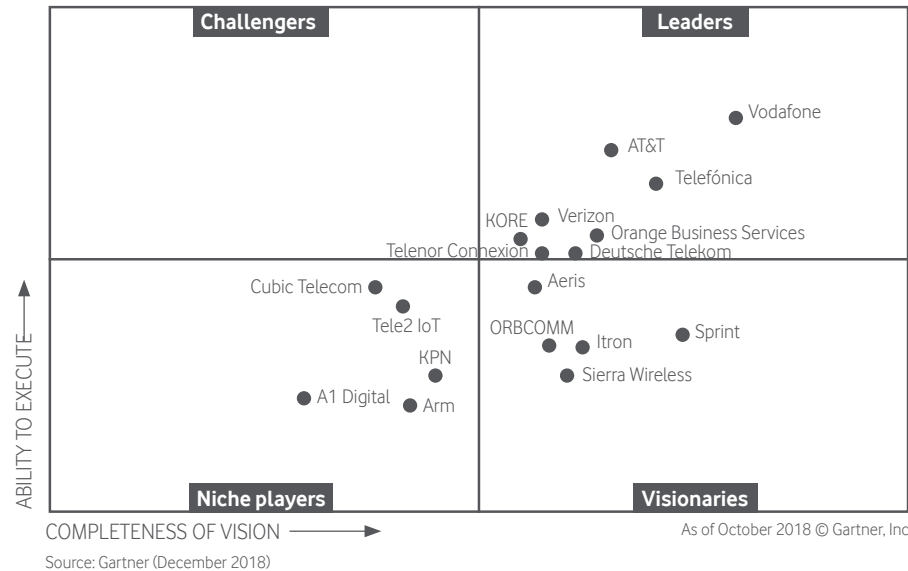 Challengers
Leaders
Vodafone
AT&T
Telefónica
KORE
Verizon
Orange Business Services
Telenor Connexion
Deutsche Telekom
Cubic Telecom
Aeris
Tele2 IoT
ORBCOMM
Itron
Sprint
KPN
Sierra Wireless
A1 Digital
Arm
ABILITY TO EXECUTE
Niche players
Visionaries
COMPLETENESS OF VISION
As of October 2018 © Gartner, Inc
Source: Gartner (December 2018)